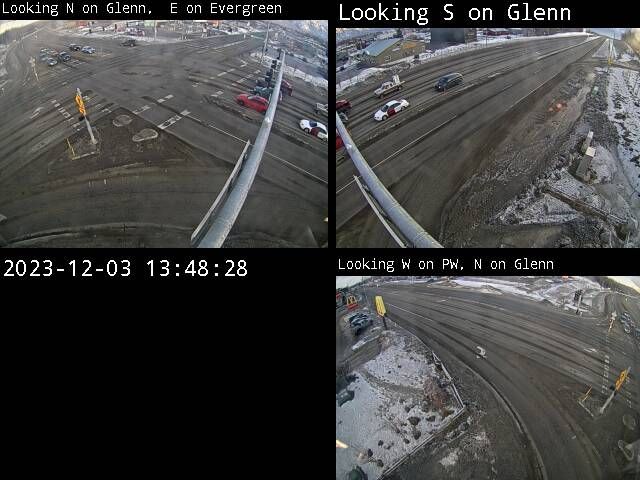 Looking N on Glenn, E on Evergreen
Looking S on Glenn
2023-12-03 13:48:28
Looking W on PW, N on Glenn